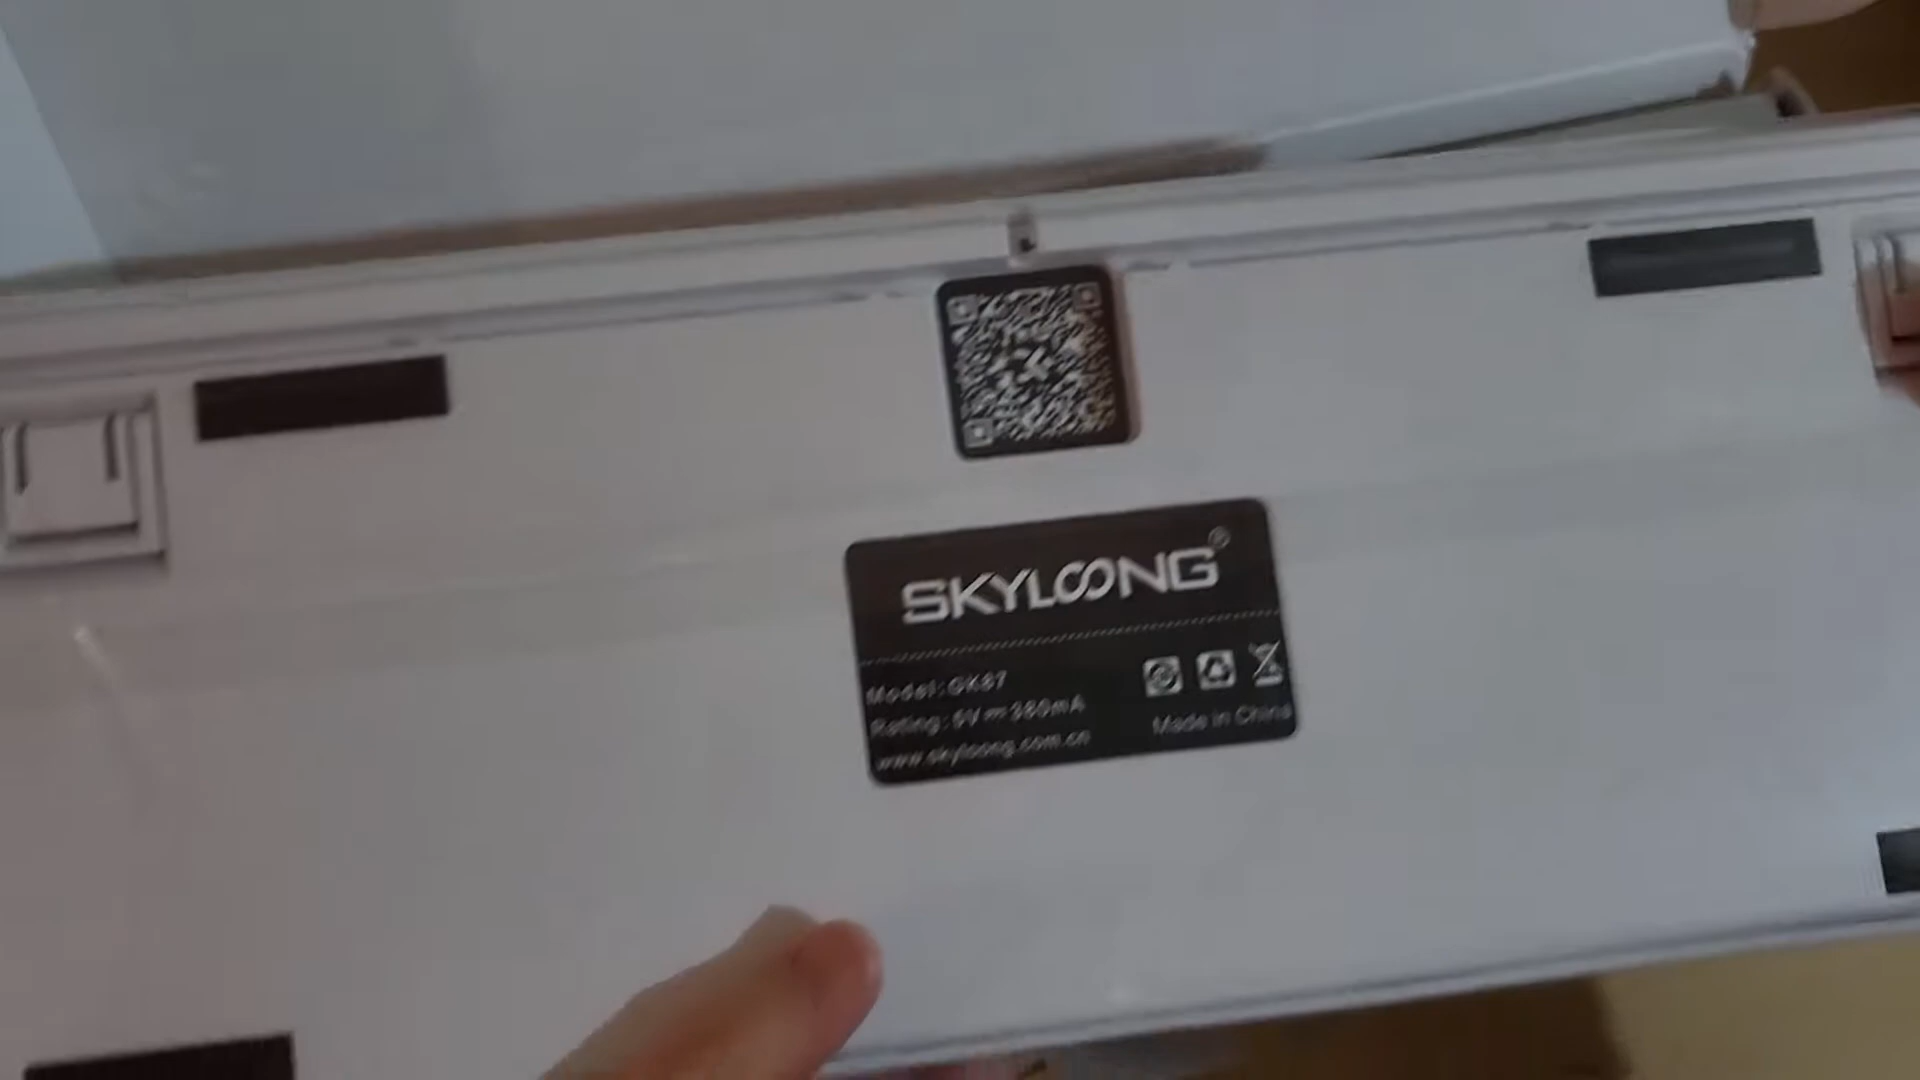 SKYLOONG®
Model: GK87
Rating: 5V ⎓ 380mA
www.skyloong.com.cn
Made in China